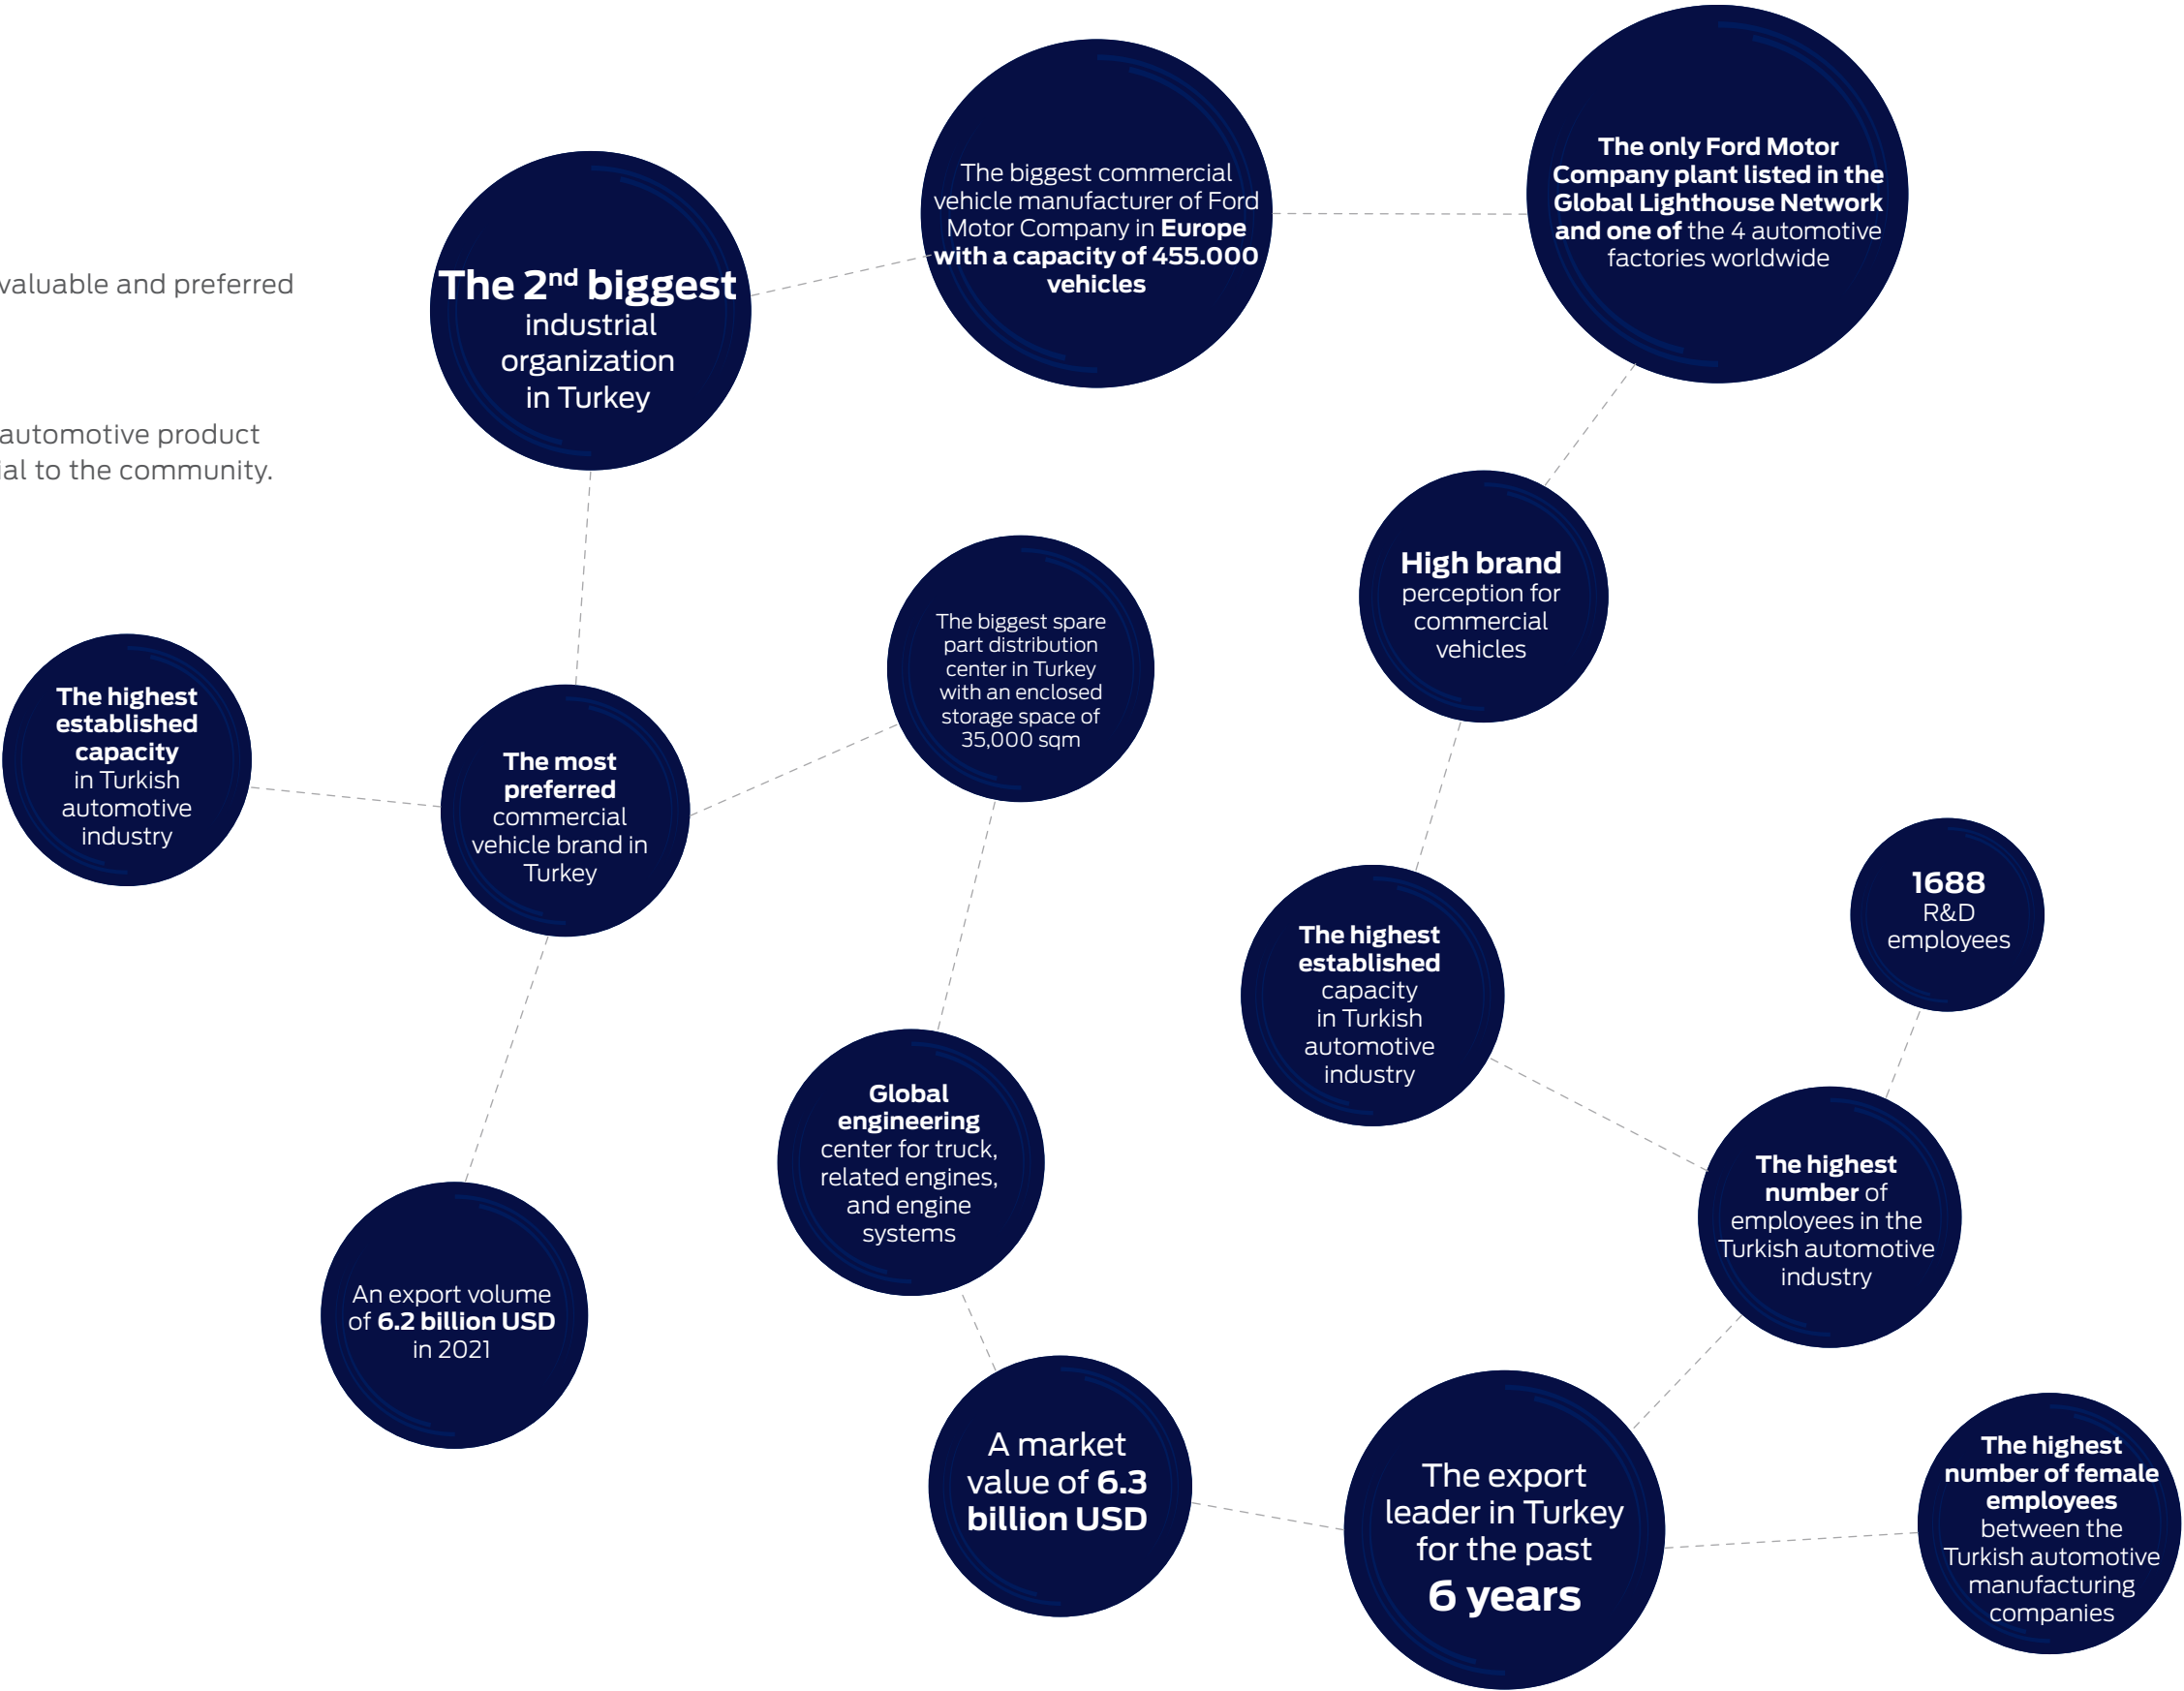 valuable and preferred
automotive product
ial to the community.
The 2nd biggest
industrial
organization
in Turkey
The biggest commercial
vehicle manufacturer of Ford
Motor Company in Europe
with a capacity of 455.000
vehicles
The only Ford Motor
Company plant listed in the
Global Lighthouse Network
and one of the 4 automotive
factories worldwide
High brand
perception for
commercial
vehicles
The biggest spare
part distribution
center in Turkey
with an enclosed
storage space of
35,000 sqm
The highest
established
capacity
in Turkish
automotive
industry
The most
preferred
commercial
vehicle brand in
Turkey
1688
R&D
employees
The highest
established
capacity
in Turkish
automotive
industry
Global
engineering
center for truck,
related engines,
and engine
systems
The highest
number of
employees in the
Turkish automotive
industry
An export volume
of 6.2 billion USD
in 2021
A market
value of 6.3
billion USD
The export
leader in Turkey
for the past
6 years
The highest
number of female
employees
between the
Turkish automotive
manufacturing
companies